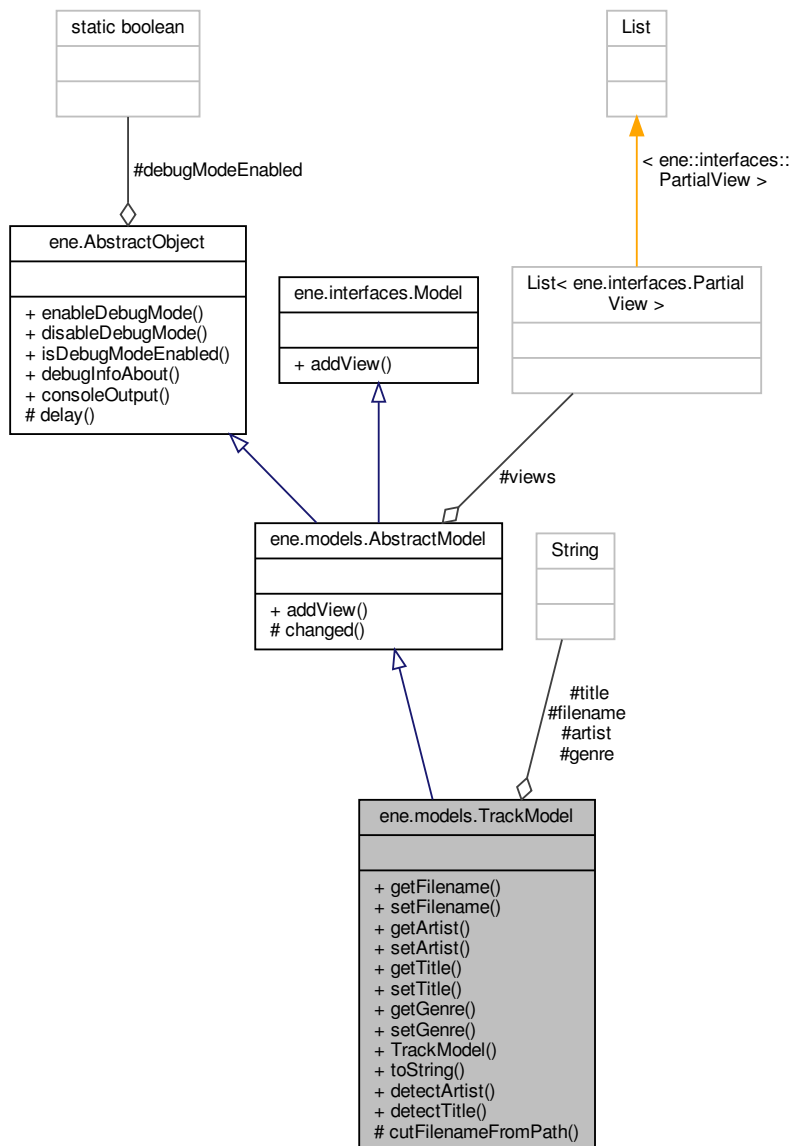 static boolean
List
#debugModeEnabled
< ene::interfaces::
PartialView >
ene.AbstractObject
+ enableDebugMode()
+ disableDebugMode()
+ isDebugModeEnabled()
+ debugInfoAbout()
+ consoleOutput()
# delay()
ene.interfaces.Model
+ addView()
List< ene.interfaces.Partial
View >
#views
ene.models.AbstractModel
+ addView()
# changed()
String
#title
#filename
#artist
#genre
ene.models.TrackModel
+ getFilename()
+ setFilename()
+ getArtist()
+ setArtist()
+ getTitle()
+ setTitle()
+ getGenre()
+ setGenre()
+ TrackModel()
+ toString()
+ detectArtist()
+ detectTitle()
# cutFilenameFromPath()